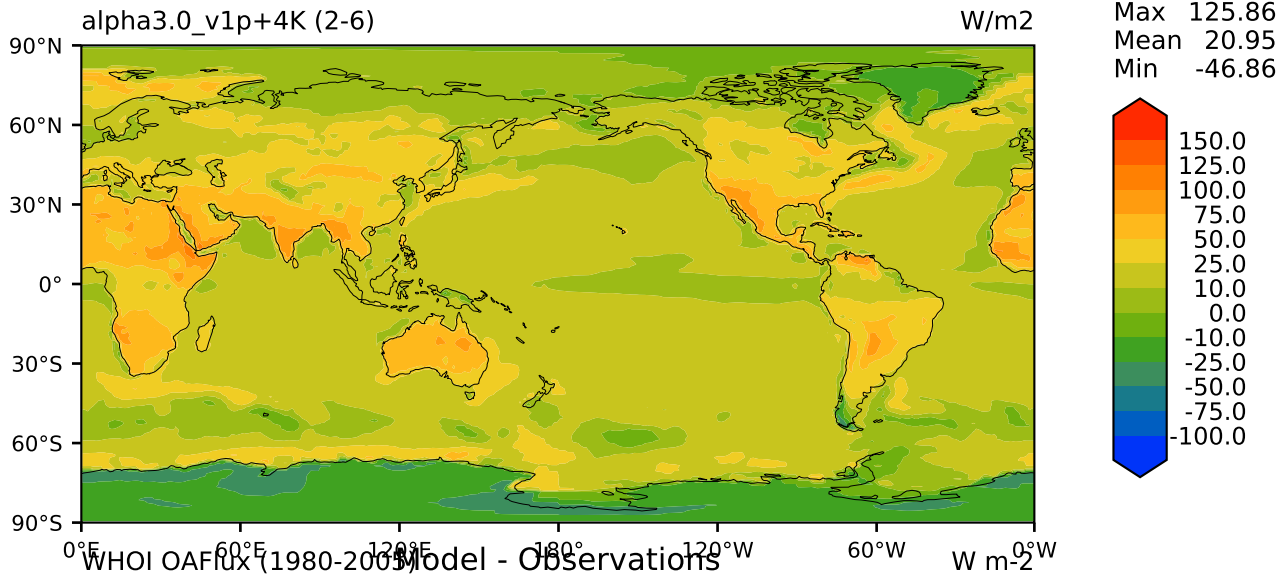 alpha3.0_v1p+4K (2-6) W/m2
Max 125.86
Mean 20.95
Min -46.86
90°N
60°N
30°N
0°
30°S
60°S
90°S
0°E 60°E 120°E 180° 120°W 60°W 0°W
150.0
125.0
100.0
75.0
50.0
25.0
10.0
0.0
-10.0
-25.0
-50.0
-75.0
-100.0
WHOI OAFlux (1980-2005) Model - Observations W m-2